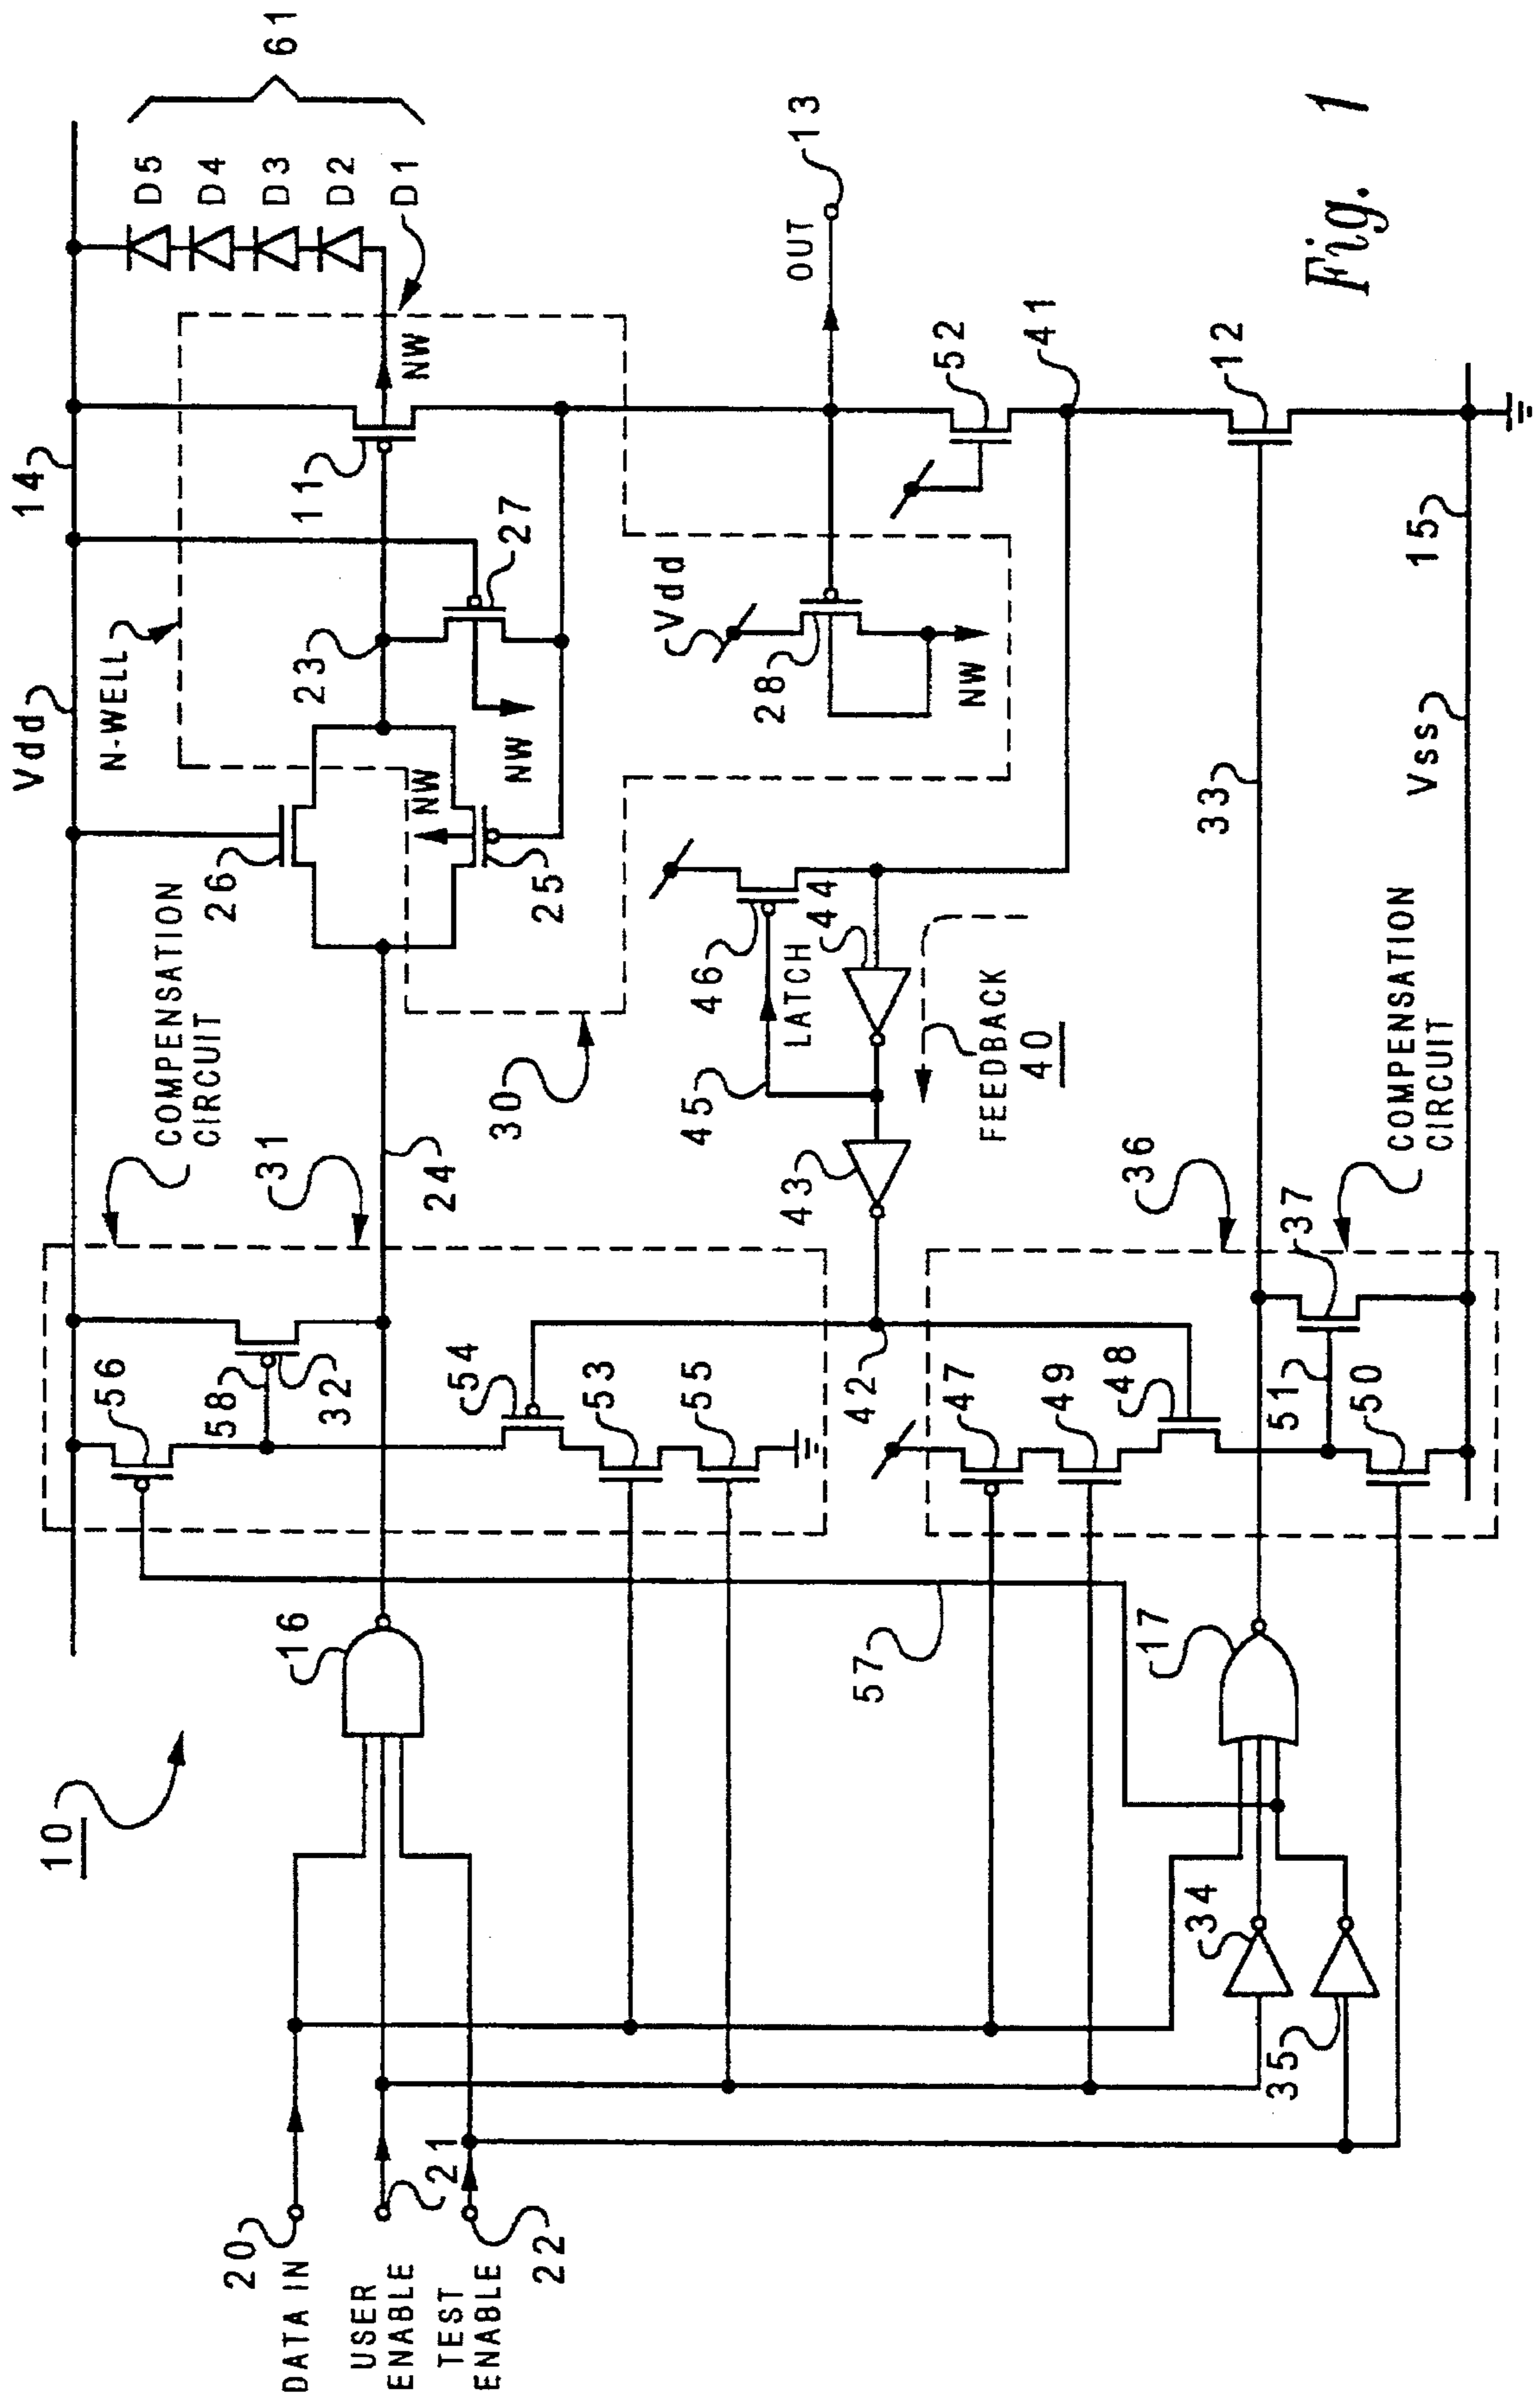 10
Vdd
14
N-WELL
D5
D4
D3
D2
D1
61
COMPENSATION
CIRCUIT
31
56
58
32
54
53
55
16
24
26
25
NW
23
27
NW
11
NW
30
20
DATA IN
USER
ENABLE
21
TEST
ENABLE
22
Vdd
28
NW
OUT
13
52
41
46
LATCH
44
45
43
FEEDBACK
40
42
57
47
49
48
51
50
37
36
COMPENSATION
CIRCUIT
17
34
35
33
12
15
Vss
Fig. 1